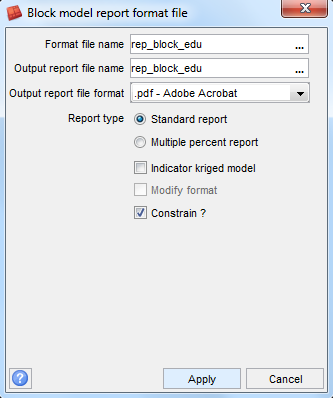 Block model report format file
Format file name rep_block_edu ...
Output report file name rep_block_edu ...
Output report file format .pdf - Adobe Acrobat
Report type Standard report
Multiple percent report
Indicator kriged model
Modify format
Constrain ?
? Apply Cancel